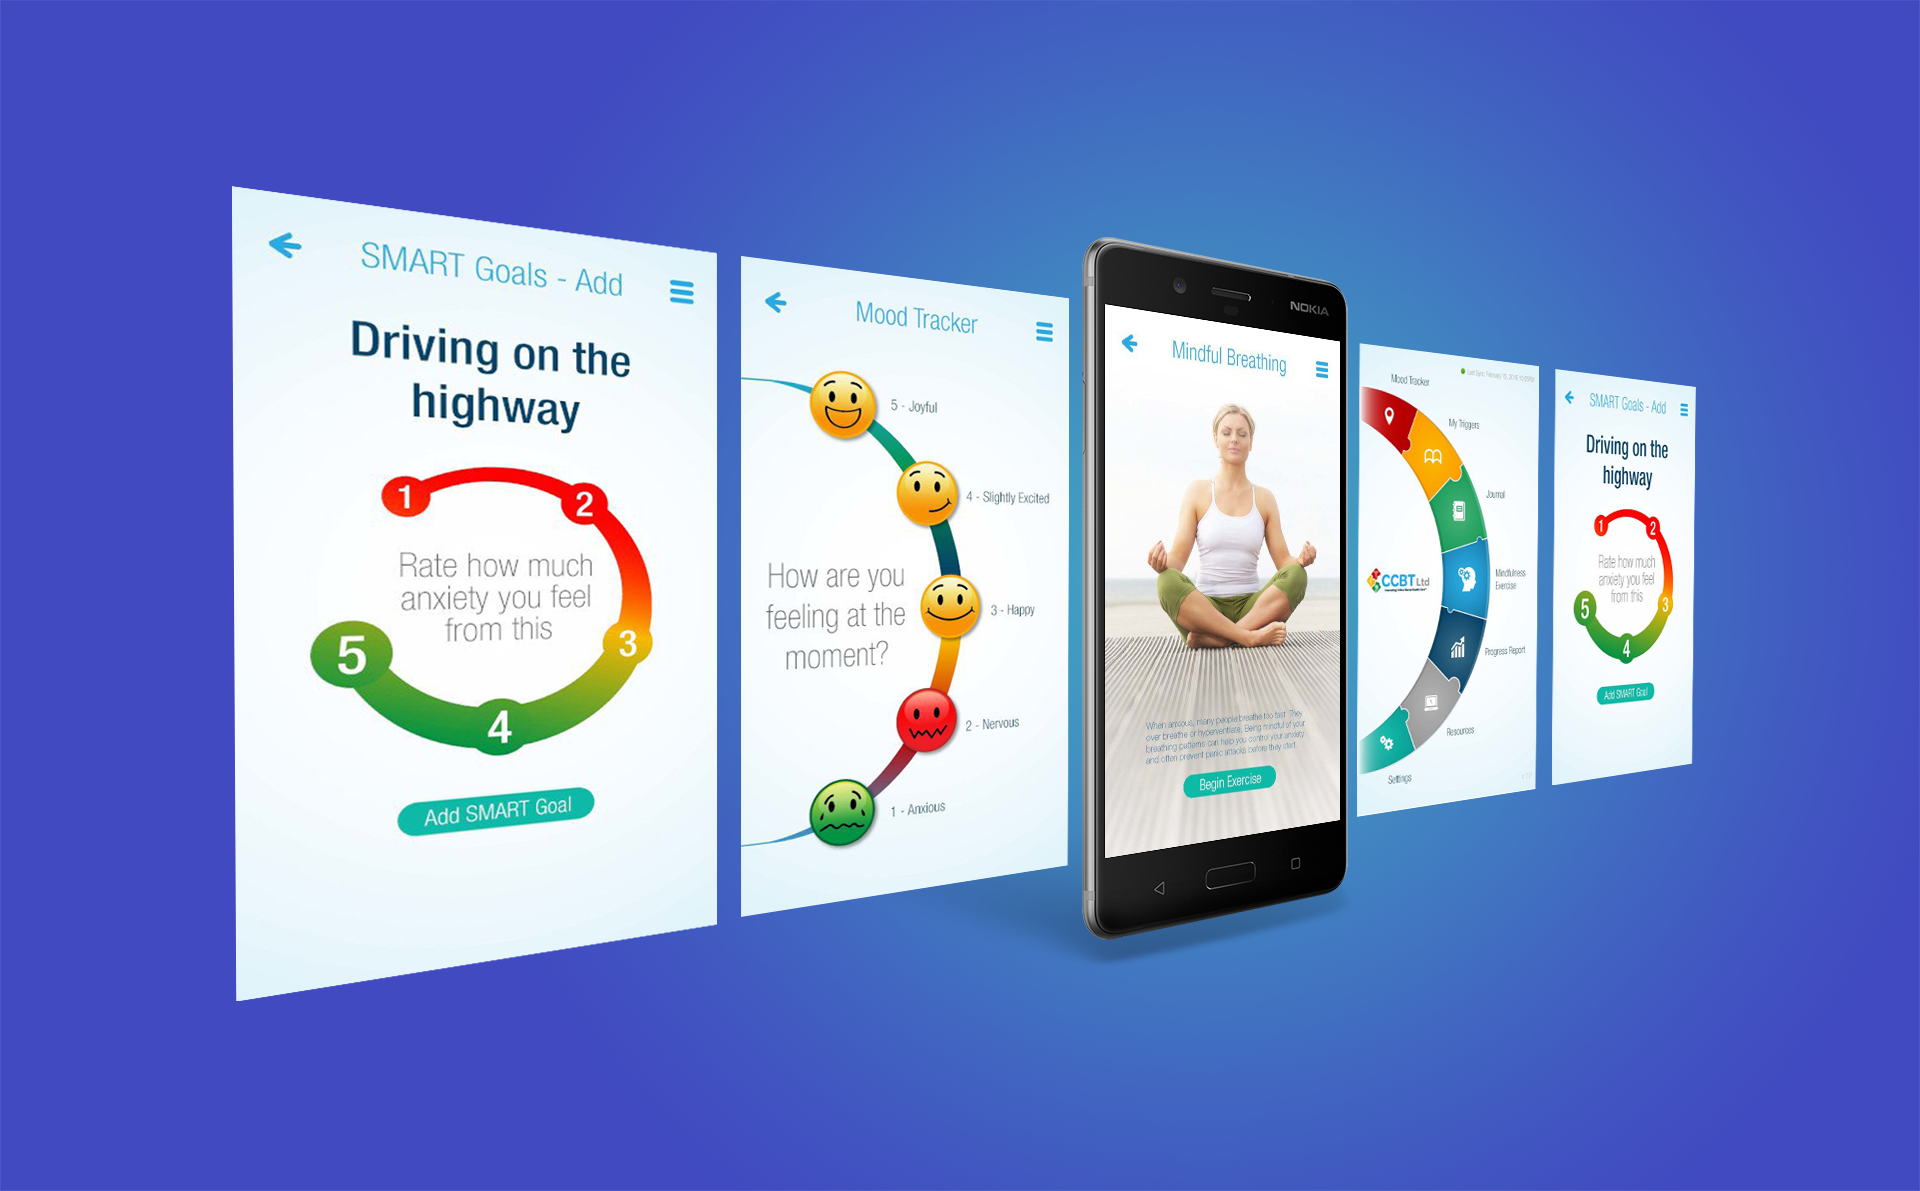 SMART Goals - Add
Driving on the
highway
1
2
Rate how much
anxiety you feel
from this
3
5
4
Add SMART Goal
Mood Tracker
5 - Joyful
4 - Slightly Excited
How are you
feeling at the
moment?
3 - Happy
2 - Nervous
1 - Anxious
NOKIA
Mindful Breathing
When anxious, many people breathe too fast. They
over breathe or hyperventilate. Being mindful of your
breathing patterns can help you control your anxiety
and often prevent panic attacks before they start.
Begin Exercise
Mood Tracker
My Triggers
Journal
CCBT Ltd
Mindfulness
Exercise
Progress Report
Resources
Settings
SMART Goals - Add
Driving on the
highway
1
2
Rate how much
anxiety you feel
from this
3
5
4
Add SMART Goal